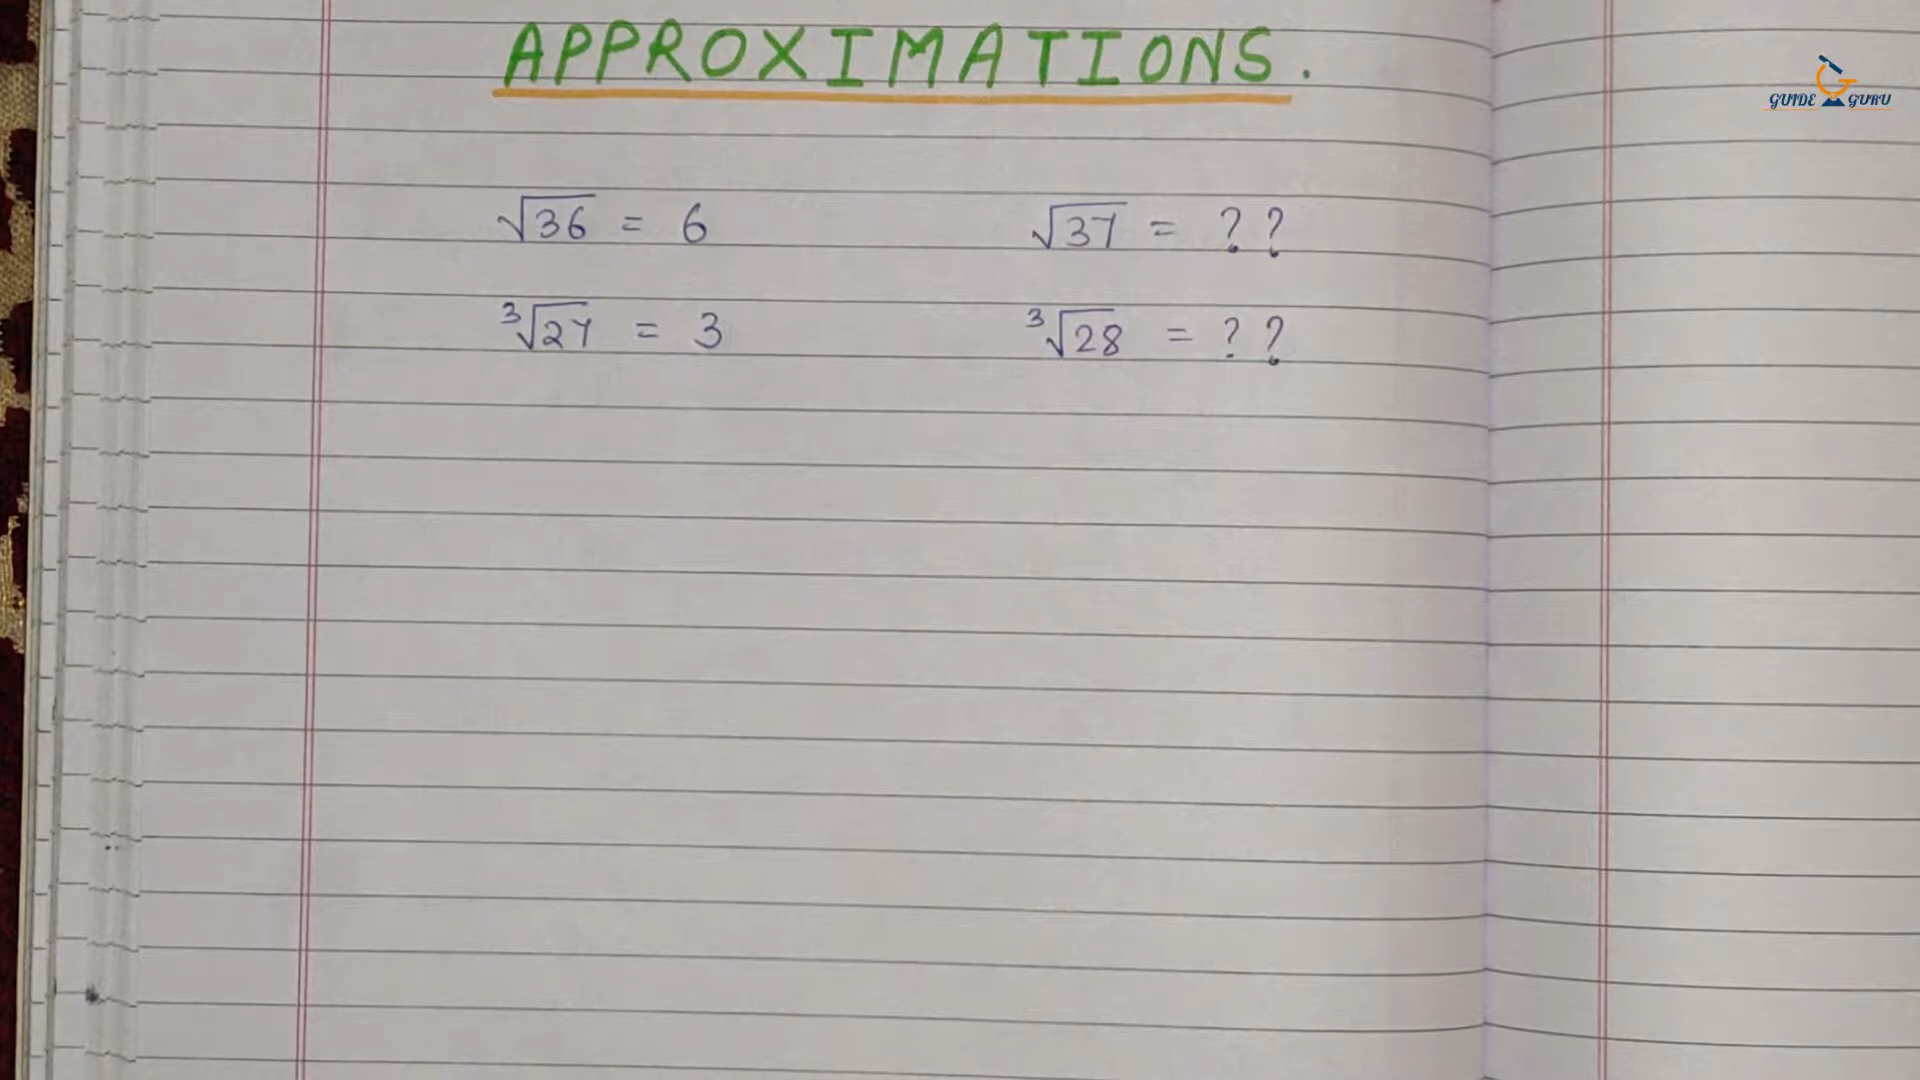 APPROXIMATIONS.
GUIDE GURU
√36 = 6
√37 = ??
³√27 = 3
³√28 = ??